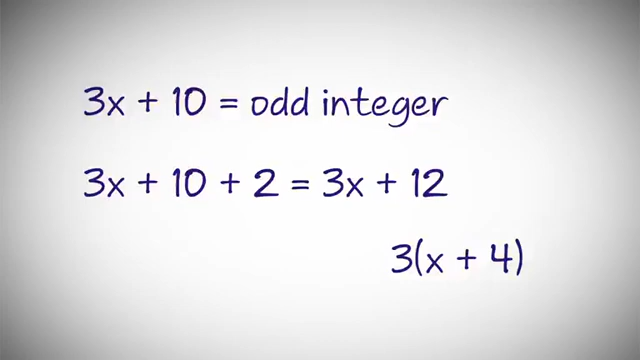 3x + 10 = odd integer
3x + 10 + 2 = 3x + 12
3(x + 4)